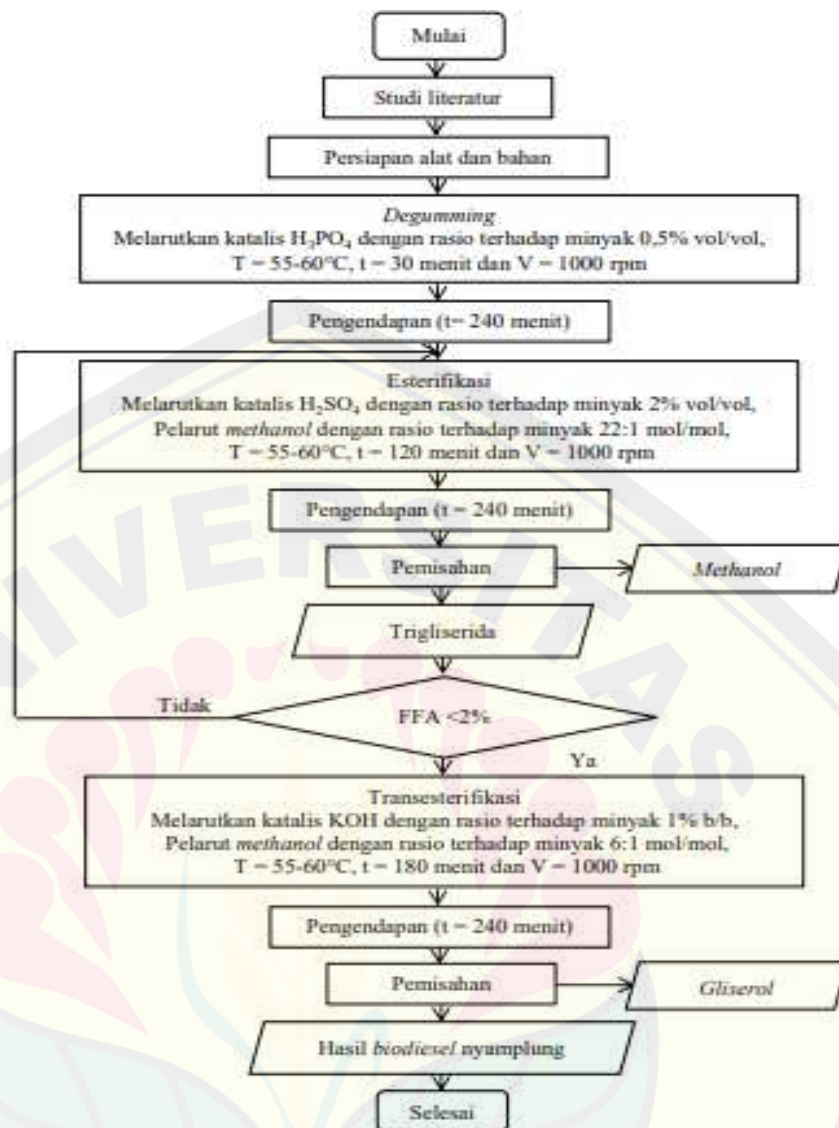 Mulai
Studi literatur
Persiapan alat dan bahan
Degumming
Melarutkan katalis H₃PO₄ dengan rasio terhadap minyak 0,5% vol/vol,
T = 55-60°C, t = 30 menit dan V = 1000 rpm
Pengendapan (t= 240 menit)
Esterifikasi
Melarutkan katalis H₂SO₄ dengan rasio terhadap minyak 2% vol/vol,
Pelarut methanol dengan rasio terhadap minyak 22:1 mol/mol,
T = 55-60°C, t = 120 menit dan V = 1000 rpm
Pengendapan (t = 240 menit)
Pemisahan
Methanol
Trigliserida
Tidak
FFA <2%
Ya
Transesterifikasi
Melarutkan katalis KOH dengan rasio terhadap minyak 1% b/b,
Pelarut methanol dengan rasio terhadap minyak 6:1 mol/mol,
T = 55-60°C, t = 180 menit dan V = 1000 rpm
Pengendapan (t = 240 menit)
Pemisahan
Gliserol
Hasil biodiesel nyamplung
Selesai
IVERSITAS